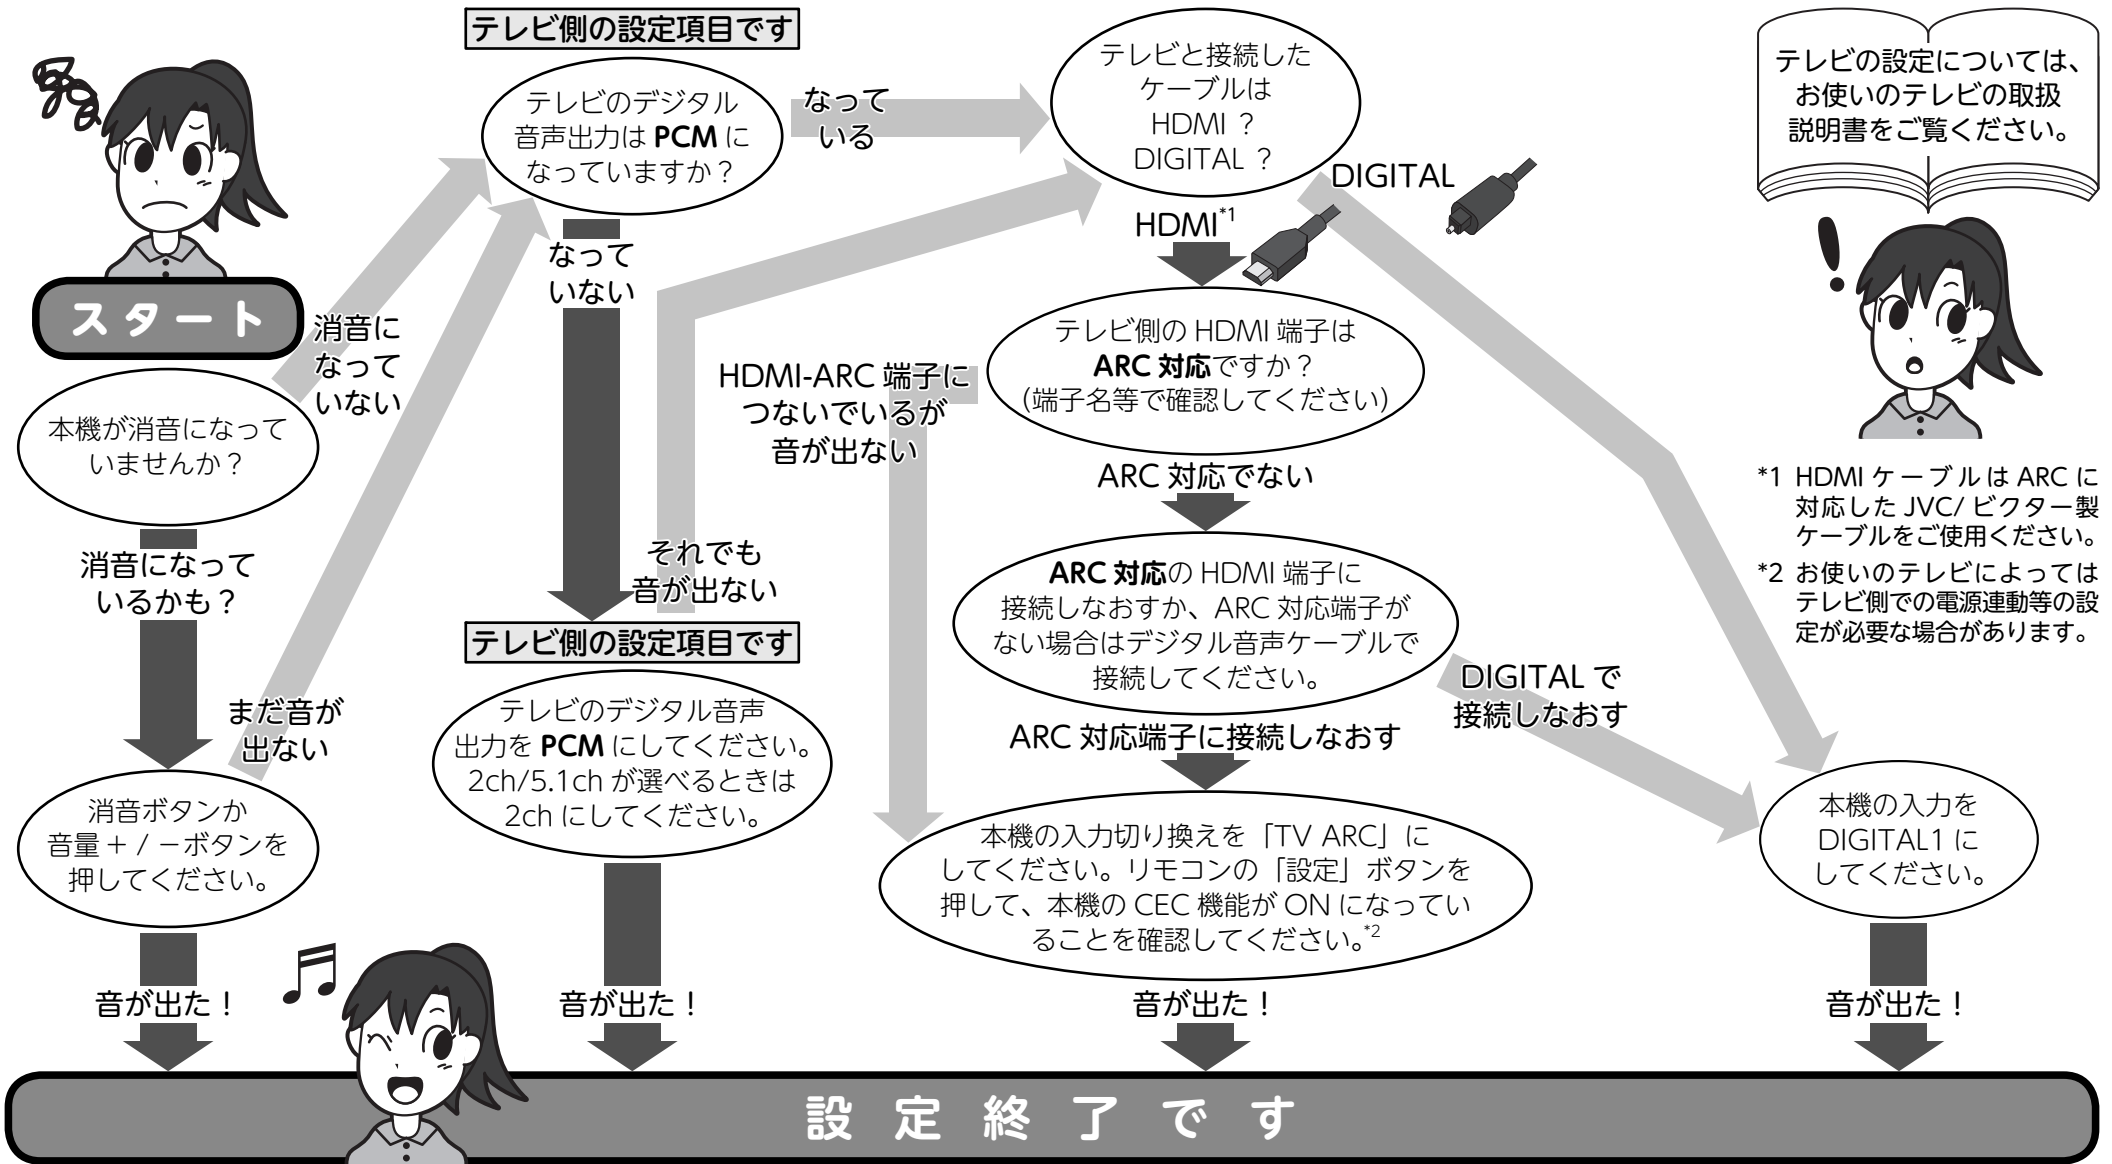 スタート
本機が消音になって
いませんか？
消音に
なって
いない
消音になって
いるかも？
消音ボタンか
音量＋/－ボタンを
押してください。
まだ音が
出ない
音が出た！
テレビ側の設定項目です
テレビのデジタル
音声出力は PCM に
なっていますか？
なって
いる
なって
いない
それでも
音が出ない
テレビ側の設定項目です
テレビのデジタル音声
出力を PCM にしてください。
2ch/5.1ch が選べるときは
2ch にしてください。
音が出た！
テレビと接続した
ケーブルは
HDMI ？
DIGITAL ？
DIGITAL
HDMI*1
テレビ側の HDMI 端子は
ARC 対応ですか？
(端子名等で確認してください)
HDMI-ARC 端子に
つないでいるが
音が出ない
ARC 対応でない
ARC 対応の HDMI 端子に
接続しなおすか、ARC 対応端子が
ない場合はデジタル音声ケーブルで
接続してください。
DIGITAL で
接続しなおす
ARC 対応端子に接続しなおす
本機の入力切り換えを「TV ARC」に
してください。リモコンの「設定」ボタンを
押して、本機の CEC 機能が ON になってい
ることを確認してください。*2
音が出た！
本機の入力を
DIGITAL1 に
してください。
音が出た！
テレビの設定については、
お使いのテレビの取扱
説明書をご覧ください。
*1 HDMI ケーブルは ARC に
対応した JVC/ ビクター製
ケーブルをご使用ください。
*2 お使いのテレビによっては
テレビ側での電源連動等の設
定が必要な場合があります。
設定終了です